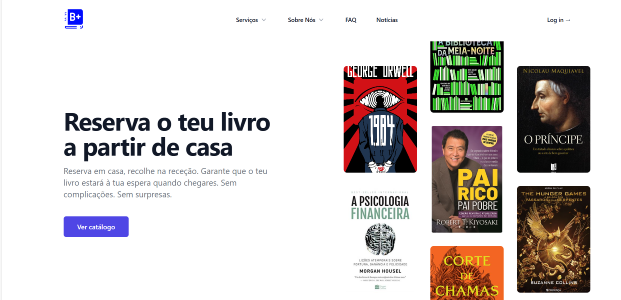 B+
Serviços
Sobre Nós
FAQ
Notícias
Log in →
Reserva o teu livro
a partir de casa
Reserva em casa, recolhe na receção. Garante que o teu
livro estará à tua espera quando chegares. Sem
complicações. Sem surpresas.
Ver catálogo
GEORGE ORWELL
1984
A PSICOLOGIA
FINANCEIRA
MORGAN HOUSEL
A BIBLIOTECA
DA
MEIA-NOITE
PAI
RICO
PAI POBRE
ROBERT T. KIYOSAKI
CORTE
DE
CHAMAS
NICOLAU MAQUIAVEL
O PRÍNCIPE
THE HUNGER GAMES
SUZANNE COLLINS